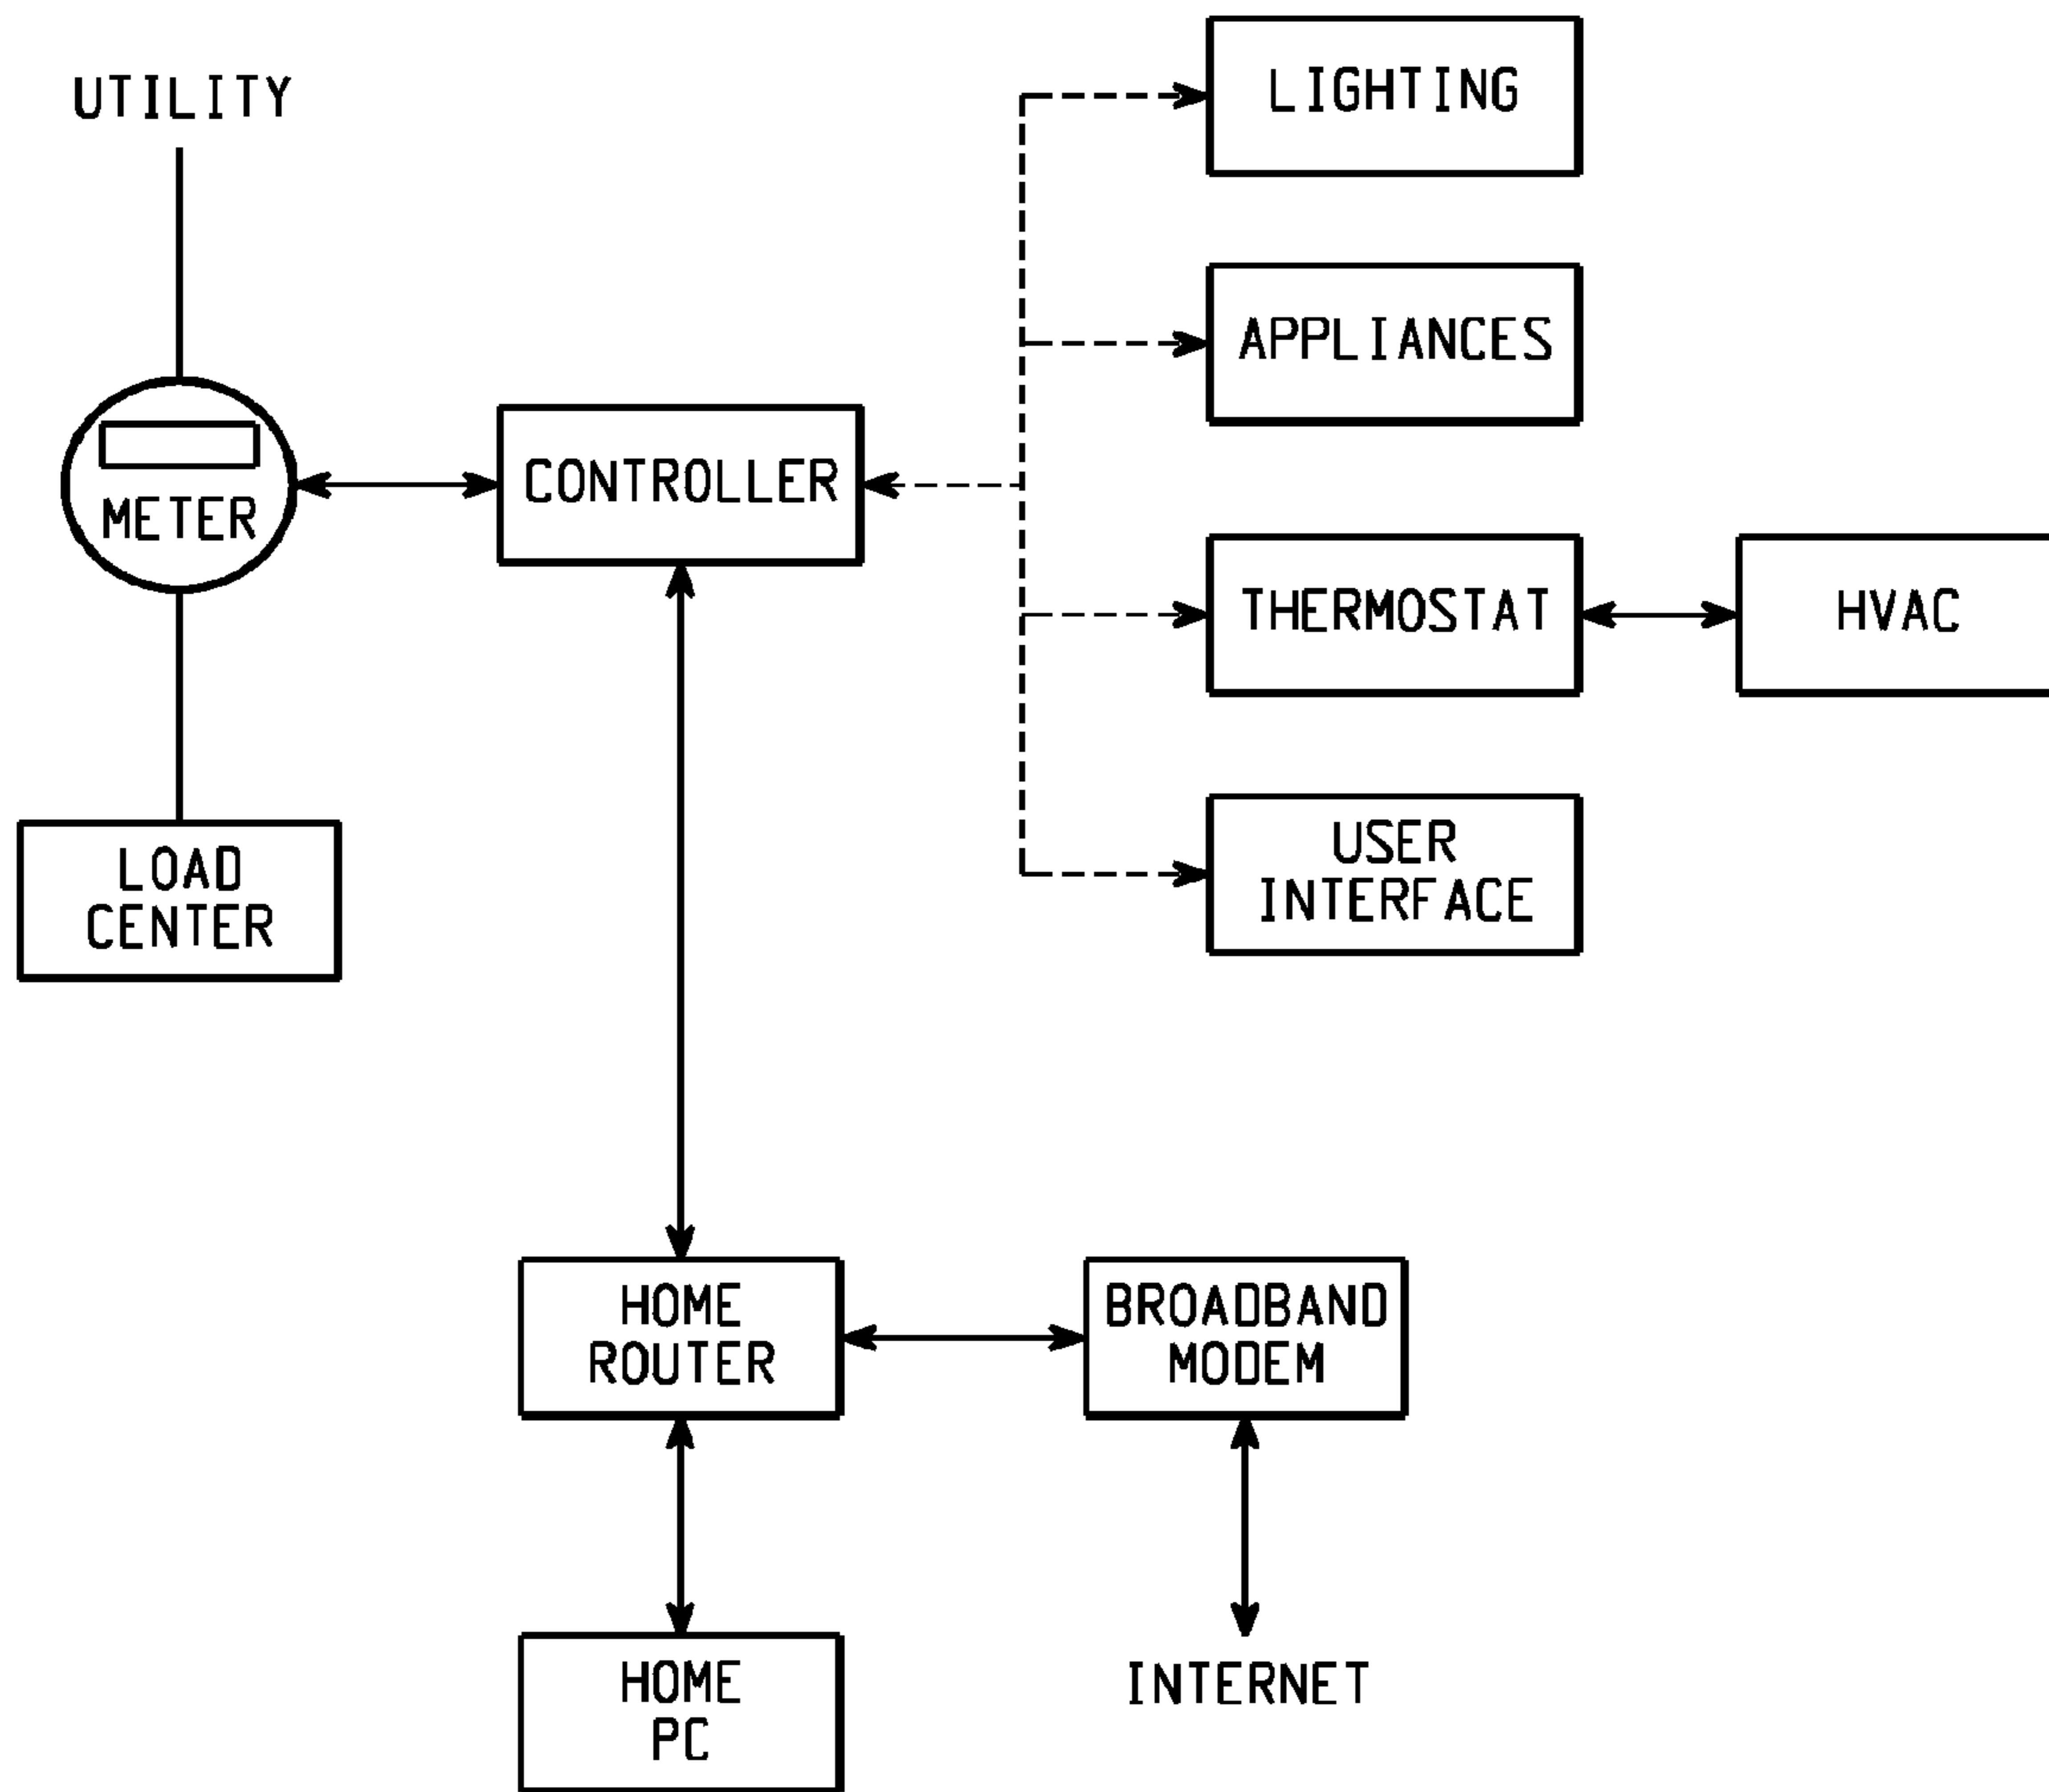 UTILITY
LIGHTING
APPLIANCES
METER
CONTROLLER
THERMOSTAT
HVAC
LOAD
CENTER
USER
INTERFACE
HOME
ROUTER
BROADBAND
MODEM
HOME
PC
INTERNET